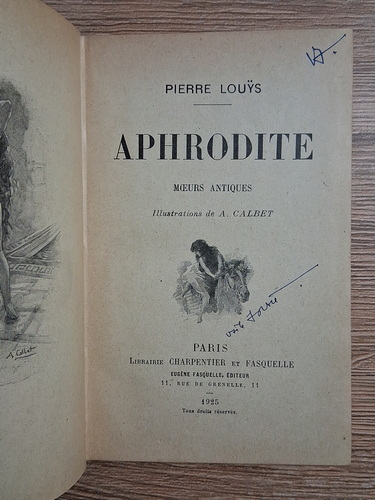 PIERRE LOUŸS
APHRODITE
MŒURS ANTIQUES
Illustrations de A. CALBET
PARIS
LIBRAIRIE CHARPENTIER ET FASQUELLE
EUGÈNE FASQUELLE, ÉDITEUR
11, RUE DE GRENELLE, 11
1925
Tous droits réservés.
A. Calbet